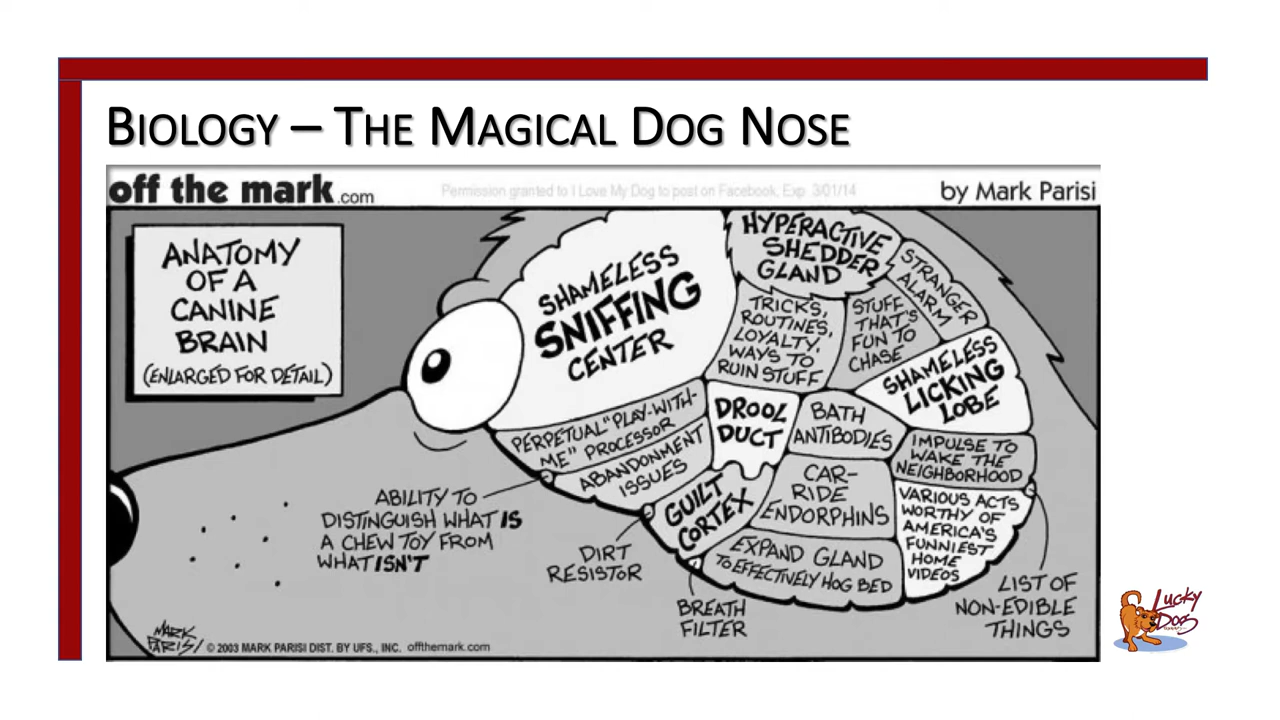 BIOLOGY – THE MAGICAL DOG NOSE
off the mark.com
Permission granted to I Love My Dog to post on Facebook, Exp 3/01/14
by Mark Parisi
ANATOMY
OF A
CANINE
BRAIN
(ENLARGED FOR DETAIL)
SHAMELESS
SNIFFING
CENTER
HYPERACTIVE
SHEDDER
GLAND
STRANGER
ALARM
TRICKS,
ROUTINES,
LOYALTY,
WAYS TO
RUIN STUFF
STUFF
THAT'S
FUN TO
CHASE
SHAMELESS
LICKING
LOBE
PERPETUAL "PLAY-WITH-
ME" PROCESSOR
DROOL
DUCT
BATH
ANTIBODIES
IMPULSE TO
WAKE THE
NEIGHBORHOOD
ABANDONMENT
ISSUES
GUILT
CORTEX
CAR-
RIDE
ENDORPHINS
VARIOUS ACTS
WORTHY OF
AMERICA'S
FUNNIEST
HOME
VIDEOS
EXPAND GLAND
TO EFFECTIVELY HOG BED
ABILITY TO
DISTINGUISH WHAT IS
A CHEW TOY FROM
WHAT ISN'T
DIRT
RESISTOR
BREATH
FILTER
LIST OF
NON-EDIBLE
THINGS
MARK
PARISI
© 2003 MARK PARISI DIST. BY UFS., INC. offthemark.com
Lucky
Dog